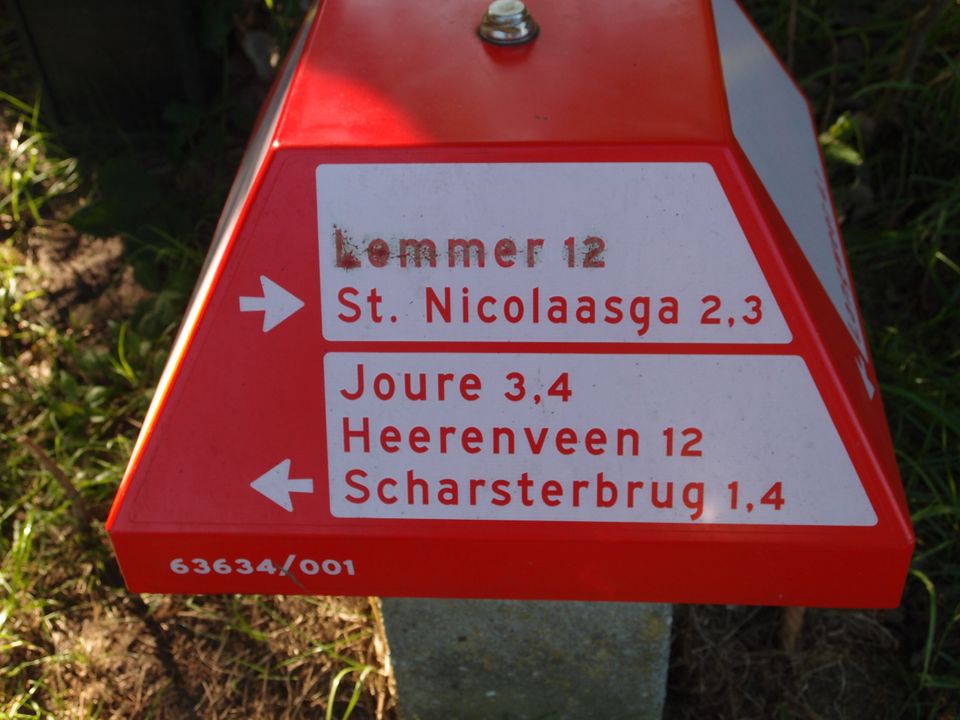 Lemmer 12
St. Nicolaasga 2,3
Joure 3,4
Heerenveen 12
Scharsterbrug 1,4
63634/001